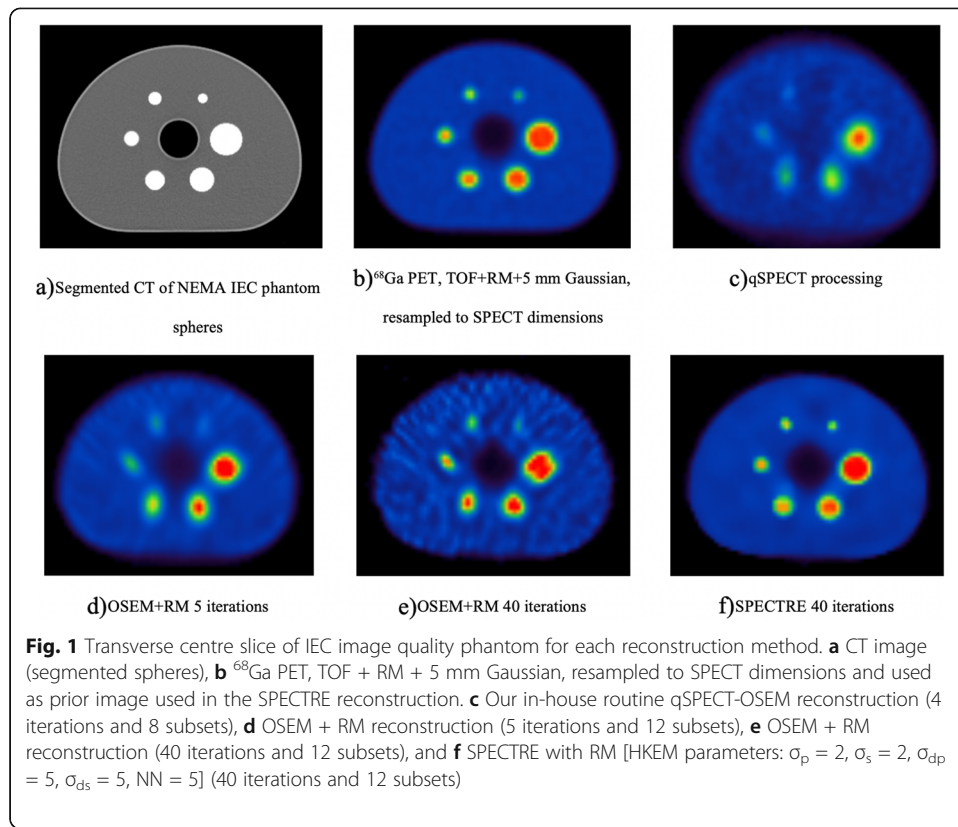 a)Segmented CT of NEMA IEC phantom
spheres
b)⁶⁸Ga PET, TOF+RM+5 mm Gaussian,
resampled to SPECT dimensions
c)qSPECT processing
d)OSEM+RM 5 iterations
e)OSEM+RM 40 iterations
f)SPECTRE 40 iterations
Fig. 1 Transverse centre slice of IEC image quality phantom for each reconstruction method. a CT image
(segmented spheres), b ⁶⁸Ga PET, TOF + RM + 5 mm Gaussian, resampled to SPECT dimensions and used
as prior image used in the SPECTRE reconstruction. c Our in-house routine qSPECT-OSEM reconstruction (4
iterations and 8 subsets), d OSEM + RM reconstruction (5 iterations and 12 subsets), e OSEM + RM
reconstruction (40 iterations and 12 subsets), and f SPECTRE with RM [HKEM parameters: σp = 2, σs = 2, σdp
= 5, σds = 5, NN = 5] (40 iterations and 12 subsets)